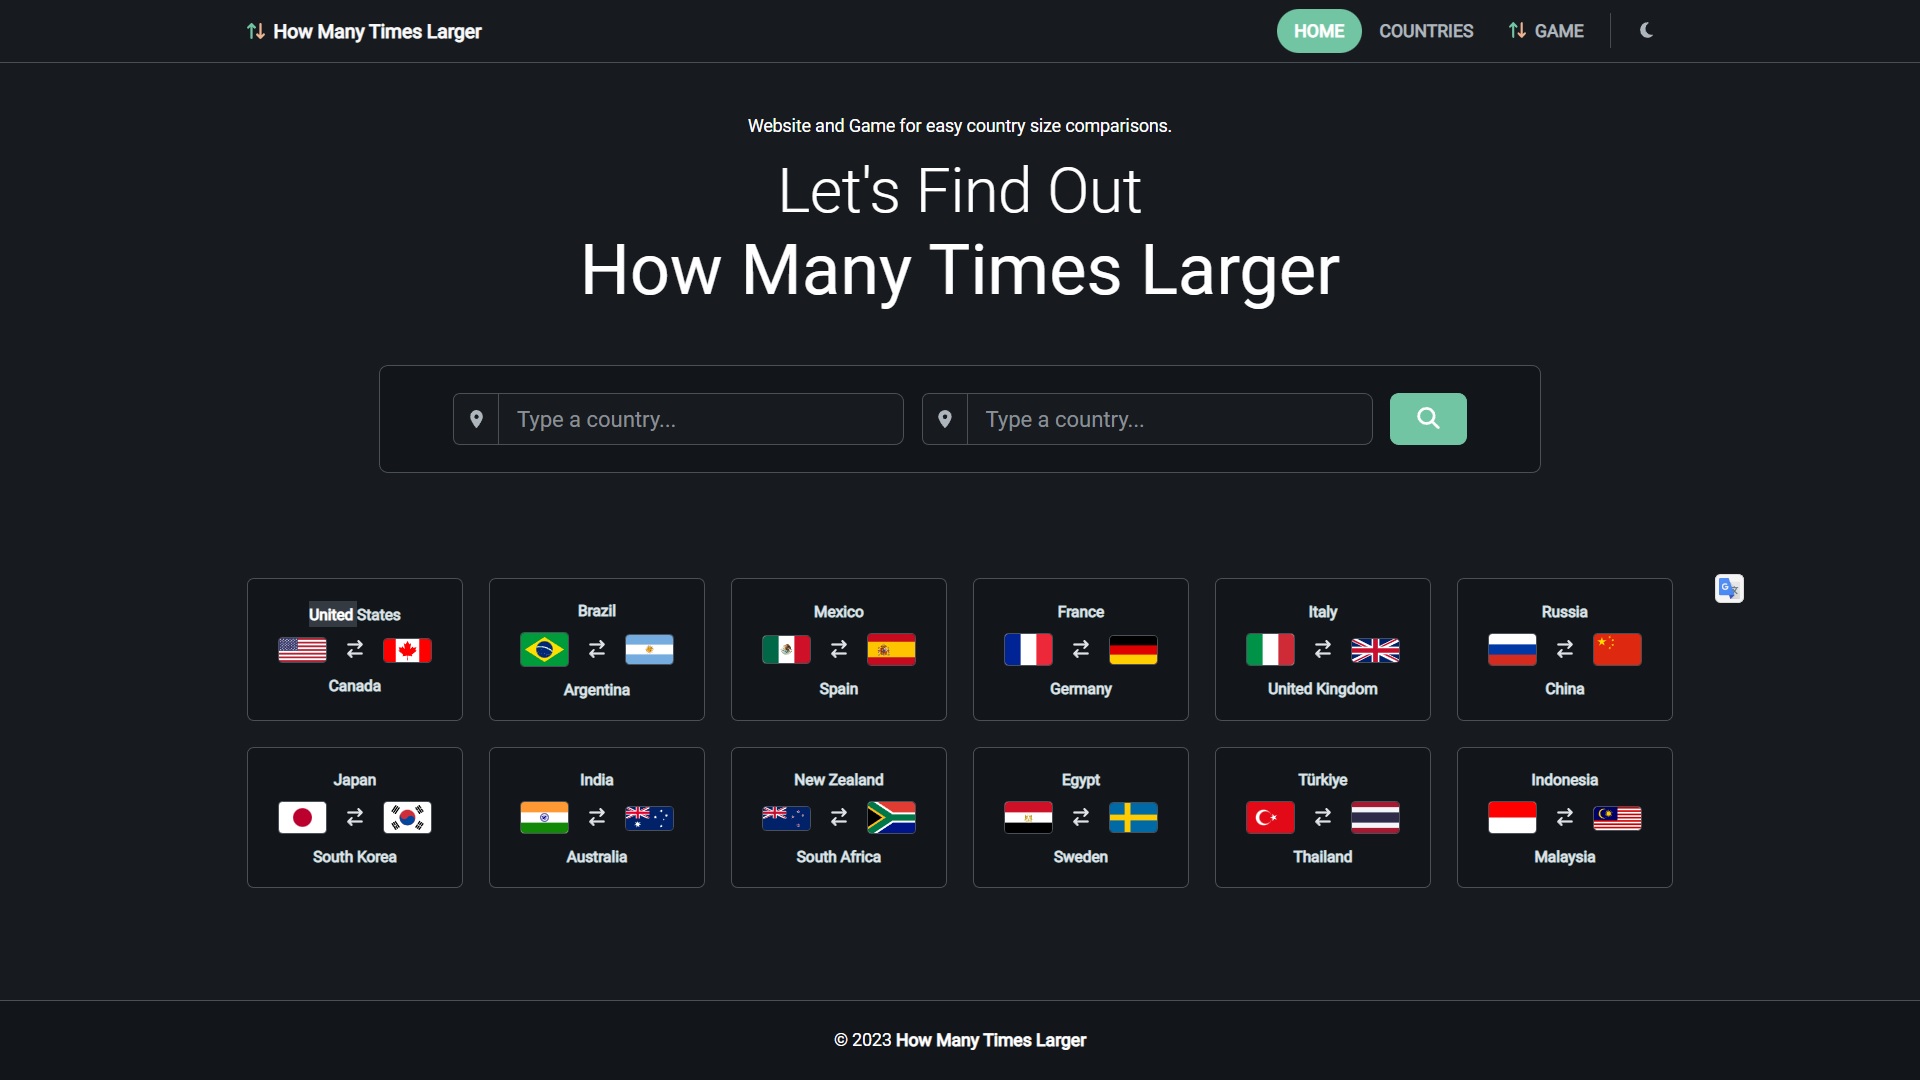 How Many Times Larger
HOME
COUNTRIES
GAME
Website and Game for easy country size comparisons.
Let's Find Out
How Many Times Larger
Type a country...
Type a country...
United States
Canada
Brazil
Argentina
Mexico
Spain
France
Germany
Italy
United Kingdom
Russia
China
Japan
South Korea
India
Australia
New Zealand
South Africa
Egypt
Sweden
Türkiye
Thailand
Indonesia
Malaysia
© 2023 How Many Times Larger